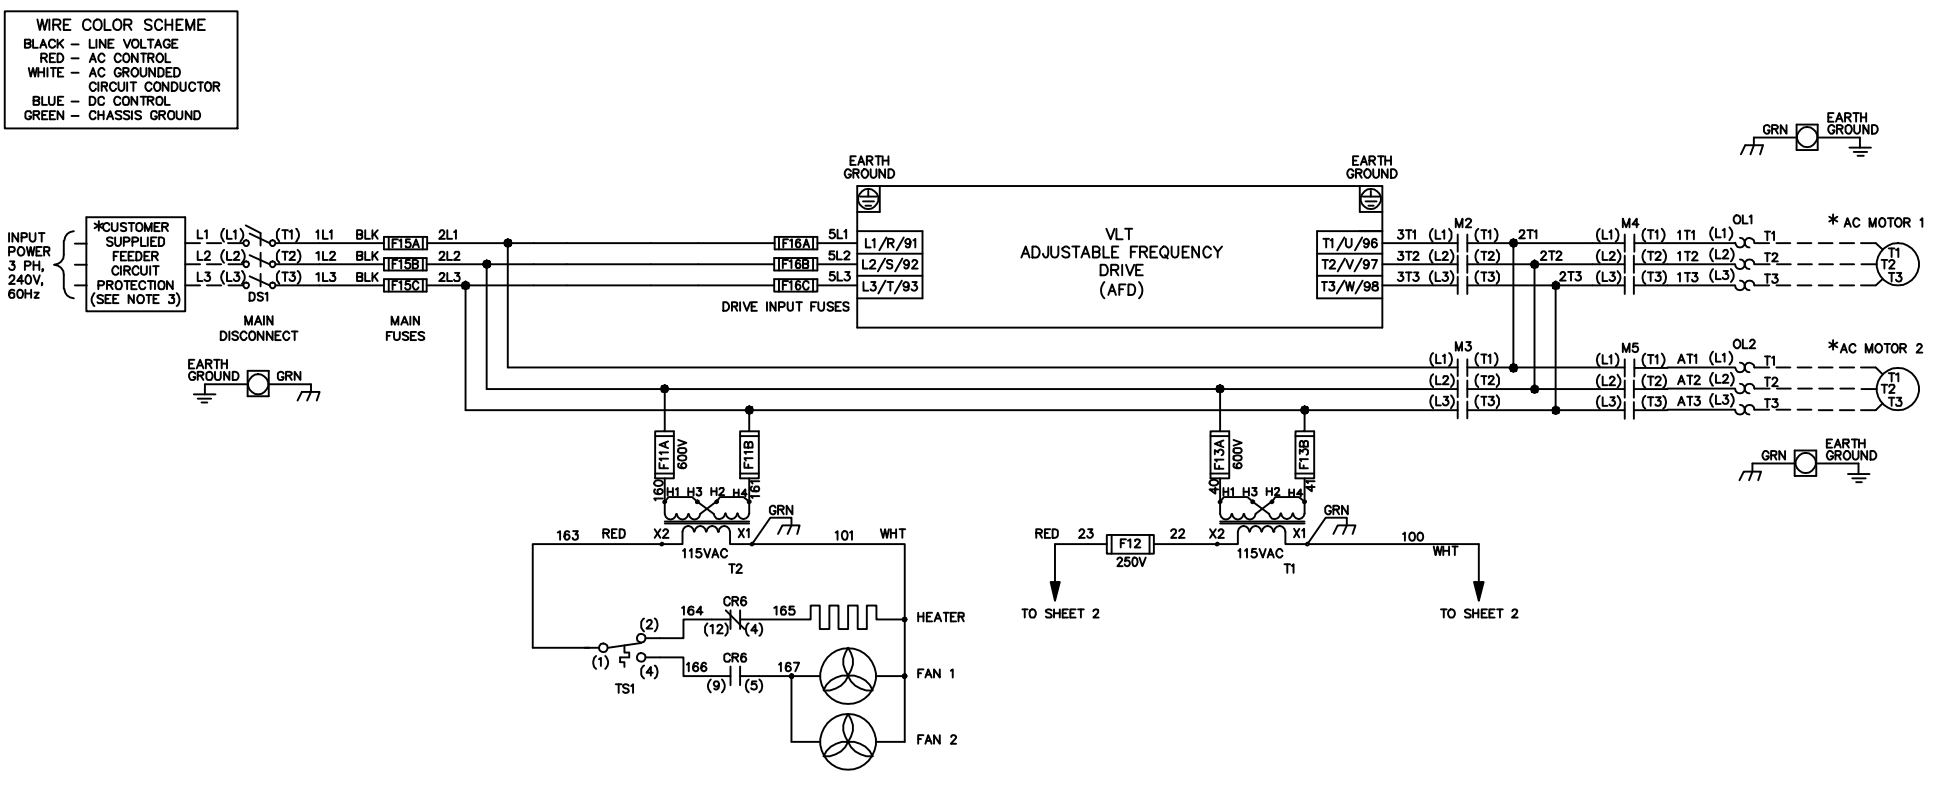 WIRE COLOR SCHEME
BLACK – LINE VOLTAGE
RED – AC CONTROL
WHITE – AC GROUNDED
CIRCUIT CONDUCTOR
BLUE – DC CONTROL
GREEN – CHASSIS GROUND
GRN
EARTH
GROUND
EARTH
GROUND
EARTH
GROUND
INPUT
POWER
3 PH,
240V,
60Hz
*CUSTOMER
SUPPLIED
FEEDER
CIRCUIT
PROTECTION
(SEE NOTE 3)
L1 (L1) (T1) 1L1 BLK F15A 2L1
L2 (L2) (T2) 1L2 BLK F15B 2L2
L3 (L3) (T3) 1L3 BLK F15C 2L3
DS1
MAIN
DISCONNECT
MAIN
FUSES
F16A 5L1 L1/R/91
F16B 5L2 L2/S/92
F16C 5L3 L3/T/93
DRIVE INPUT FUSES
VLT
ADJUSTABLE FREQUENCY
DRIVE
(AFD)
M2 M4 OL1 * AC MOTOR 1
T1/U/96 3T1 (L1) (T1) 2T1 (L1) (T1) 1T1 (L1) T1
T2/V/97 3T2 (L2) (T2) 2T2 (L2) (T2) 1T2 (L2) T2
T3/W/98 3T3 (L3) (T3) 2T3 (L3) (T3) 1T3 (L3) T3
T1
T2
T3
EARTH
GROUND
GRN
M3 M5 OL2 *AC MOTOR 2
(L1) (T1) (L1) (T1) AT1 (L1) T1
(L2) (T2) (L2) (T2) AT2 (L2) T2
(L3) (T3) (L3) (T3) AT3 (L3) T3
T1
T2
T3
GRN
EARTH
GROUND
F11A
600V
F11B
160
161
H1 H3 H2 H4
GRN
163 RED X2 X1 101 WHT
115VAC
T2
F13A
600V
F13B
40
41
H1 H3 H2 H4
GRN
RED 23 F12 22 X2 X1 100
WHT
250V
115VAC
T1
TO SHEET 2
TO SHEET 2
164 CR6 165
(12) (4)
HEATER
(2)
(1)
(4)
TS1
166 CR6 167
(9) (5)
FAN 1
FAN 2